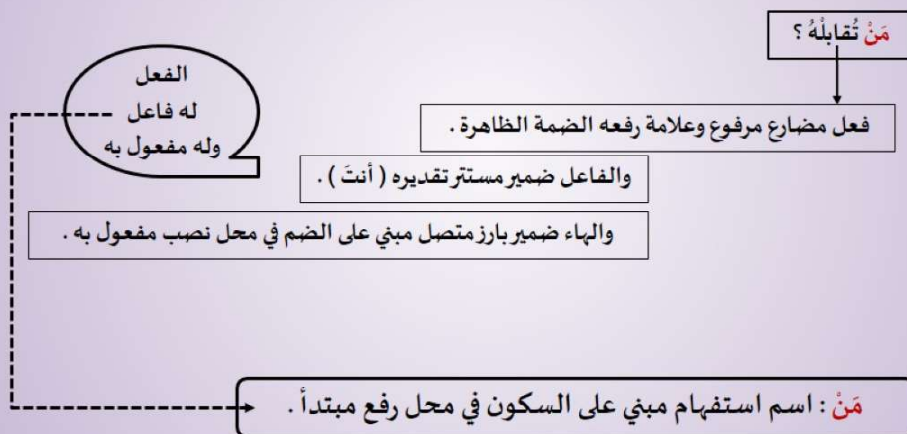 مَنْ تُقابلْهُ ؟
الفعل
له فاعل
وله مفعول به
فعل مضارع مرفوع وعلامة رفعه الضمة الظاهرة .
والفاعل ضمير مستتر تقديره ( أنتَ ) .
والهاء ضمير بارز متصل مبني على الضم في محل نصب مفعول به .
مَنْ : اسم استفهام مبني على السكون في محل رفع مبتدأ .